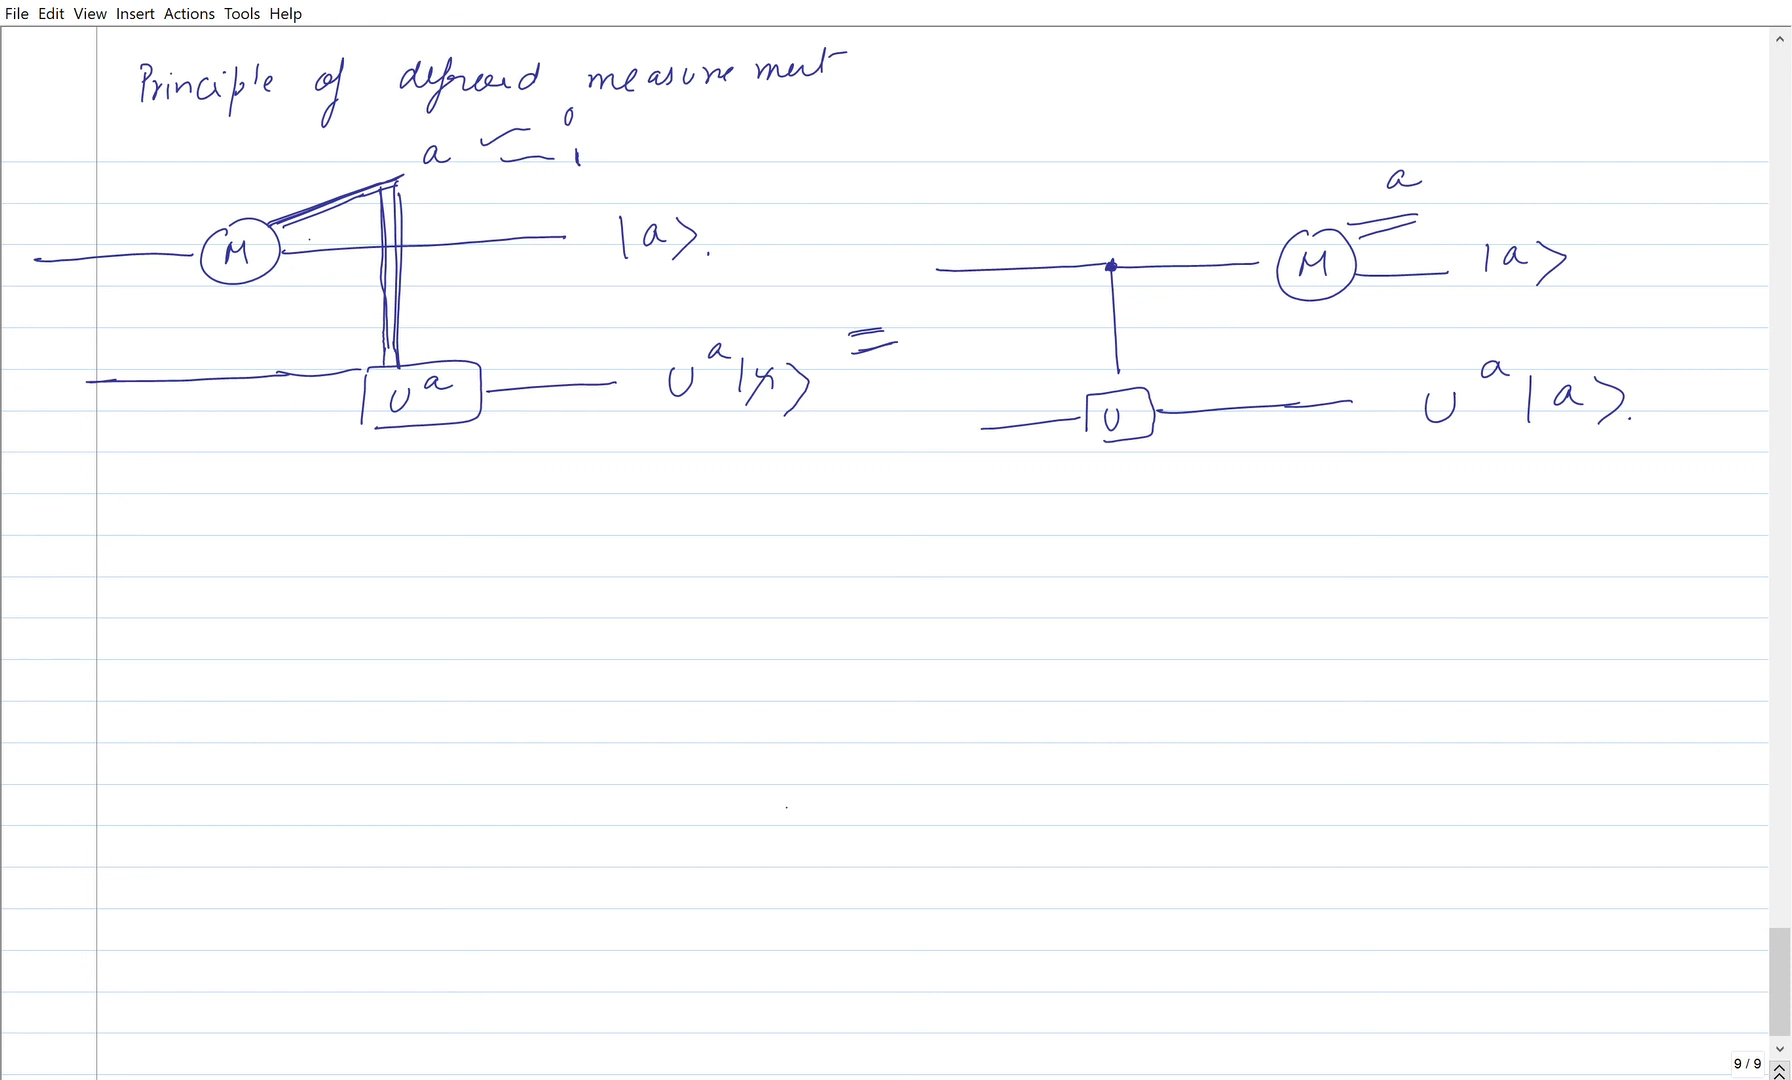 File Edit View Insert Actions Tools Help
Principle of deferred measurement
a 0
1
M |a>.
U^a U^a|ψ>
=
a
M |a>
U U^a |a>.
9 / 9